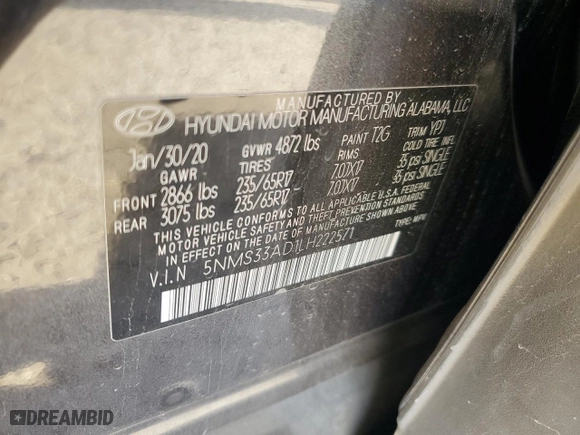 MANUFACTURED BY
HYUNDAI MOTOR MANUFACTURING ALABAMA, LLC
Jan/30/20 GVWR 4872 lbs PAINT T2G TRIM YPJ
GAWR TIRES RIMS COLD TIRE INFL
FRONT 2866 lbs 235/65R17 7.0JX17 35 psi SINGLE
REAR 3075 lbs 235/65R17 7.0JX17 35 psi SINGLE
THIS VEHICLE CONFORMS TO ALL APPLICABLE U.S.A. FEDERAL
MOTOR VEHICLE SAFETY AND THEFT PREVENTION STANDARDS
IN EFFECT ON THE DATE OF MANUFACTURE SHOWN ABOVE.
V.I.N 5NMS33AD1LH222571 TYPE: MPV
DREAMBID